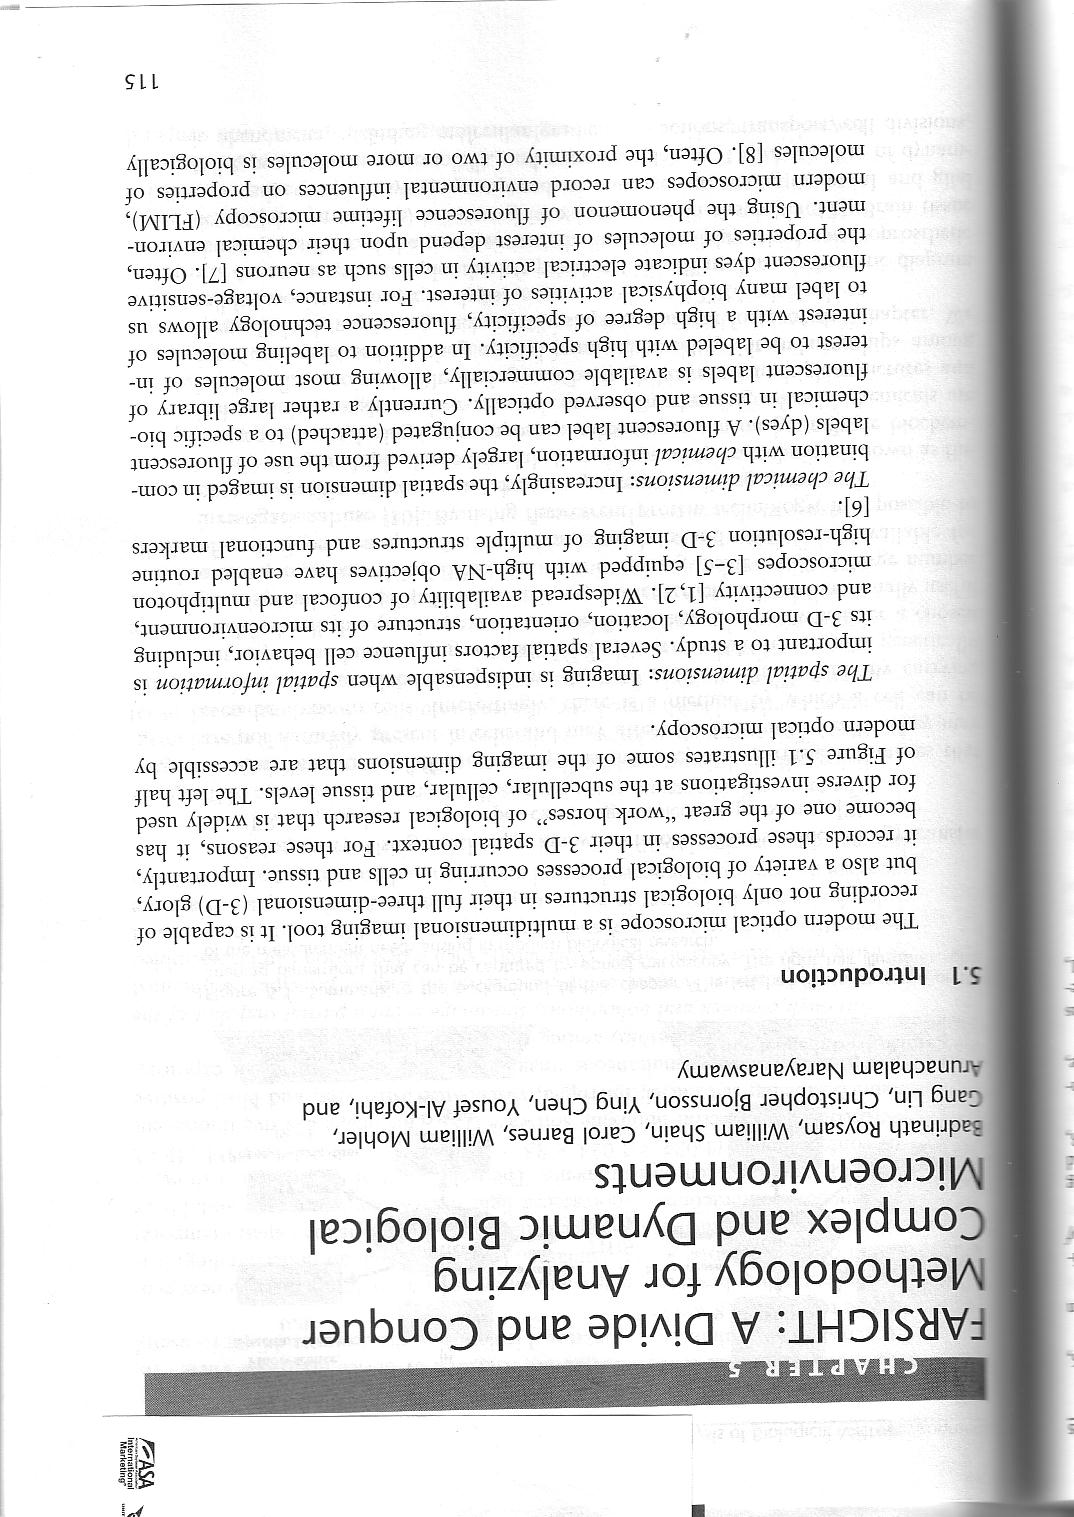 CHAPTER 5
FARSIGHT: A Divide and Conquer
Methodology for Analyzing
Complex and Dynamic Biological
Microenvironments
Badrinath Roysam, William Shain, Carol Barnes, William Mohler,
Gang Lin, Christopher Bjornsson, Ying Chen, Yousef Al-Kofahi, and
Arunachalam Narayanaswamy
5.1 Introduction
The modern optical microscope is a multidimensional imaging tool. It is capable of
recording not only biological structures in their full three-dimensional (3-D) glory,
but also a variety of biological processes occurring in cells and tissue. Importantly,
it records these processes in their 3-D spatial context. For these reasons, it has
become one of the great “work horses” of biological research that is widely used
for diverse investigations at the subcellular, cellular, and tissue levels. The left half
of Figure 5.1 illustrates some of the imaging dimensions that are accessible by
modern optical microscopy.
The spatial dimensions: Imaging is indispensable when spatial information is
important to a study. Several spatial factors influence cell behavior, including
its 3-D morphology, location, orientation, structure of its microenvironment,
and connectivity [1, 2]. Widespread availability of confocal and multiphoton
microscopes [3–5] equipped with high-NA objectives have enabled routine
high-resolution 3-D imaging of multiple structures and functional markers
[6].
The chemical dimensions: Increasingly, the spatial dimension is imaged in com-
bination with chemical information, largely derived from the use of fluorescent
labels (dyes). A fluorescent label can be conjugated (attached) to a specific bio-
chemical in tissue and observed optically. Currently a rather large library of
fluorescent labels is available commercially, allowing most molecules of in-
terest to be labeled with high specificity. In addition to labeling molecules of
interest with a high degree of specificity, fluorescence technology allows us
to label many biophysical activities of interest. For instance, voltage-sensitive
fluorescent dyes indicate electrical activity in cells such as neurons [7]. Often,
the properties of molecules of interest depend upon their chemical environ-
ment. Using the phenomenon of fluorescence lifetime microscopy (FLIM),
modern microscopes can record environmental influences on properties of
molecules [8]. Often, the proximity of two or more molecules is biologically
115
ASA
International
Marketing